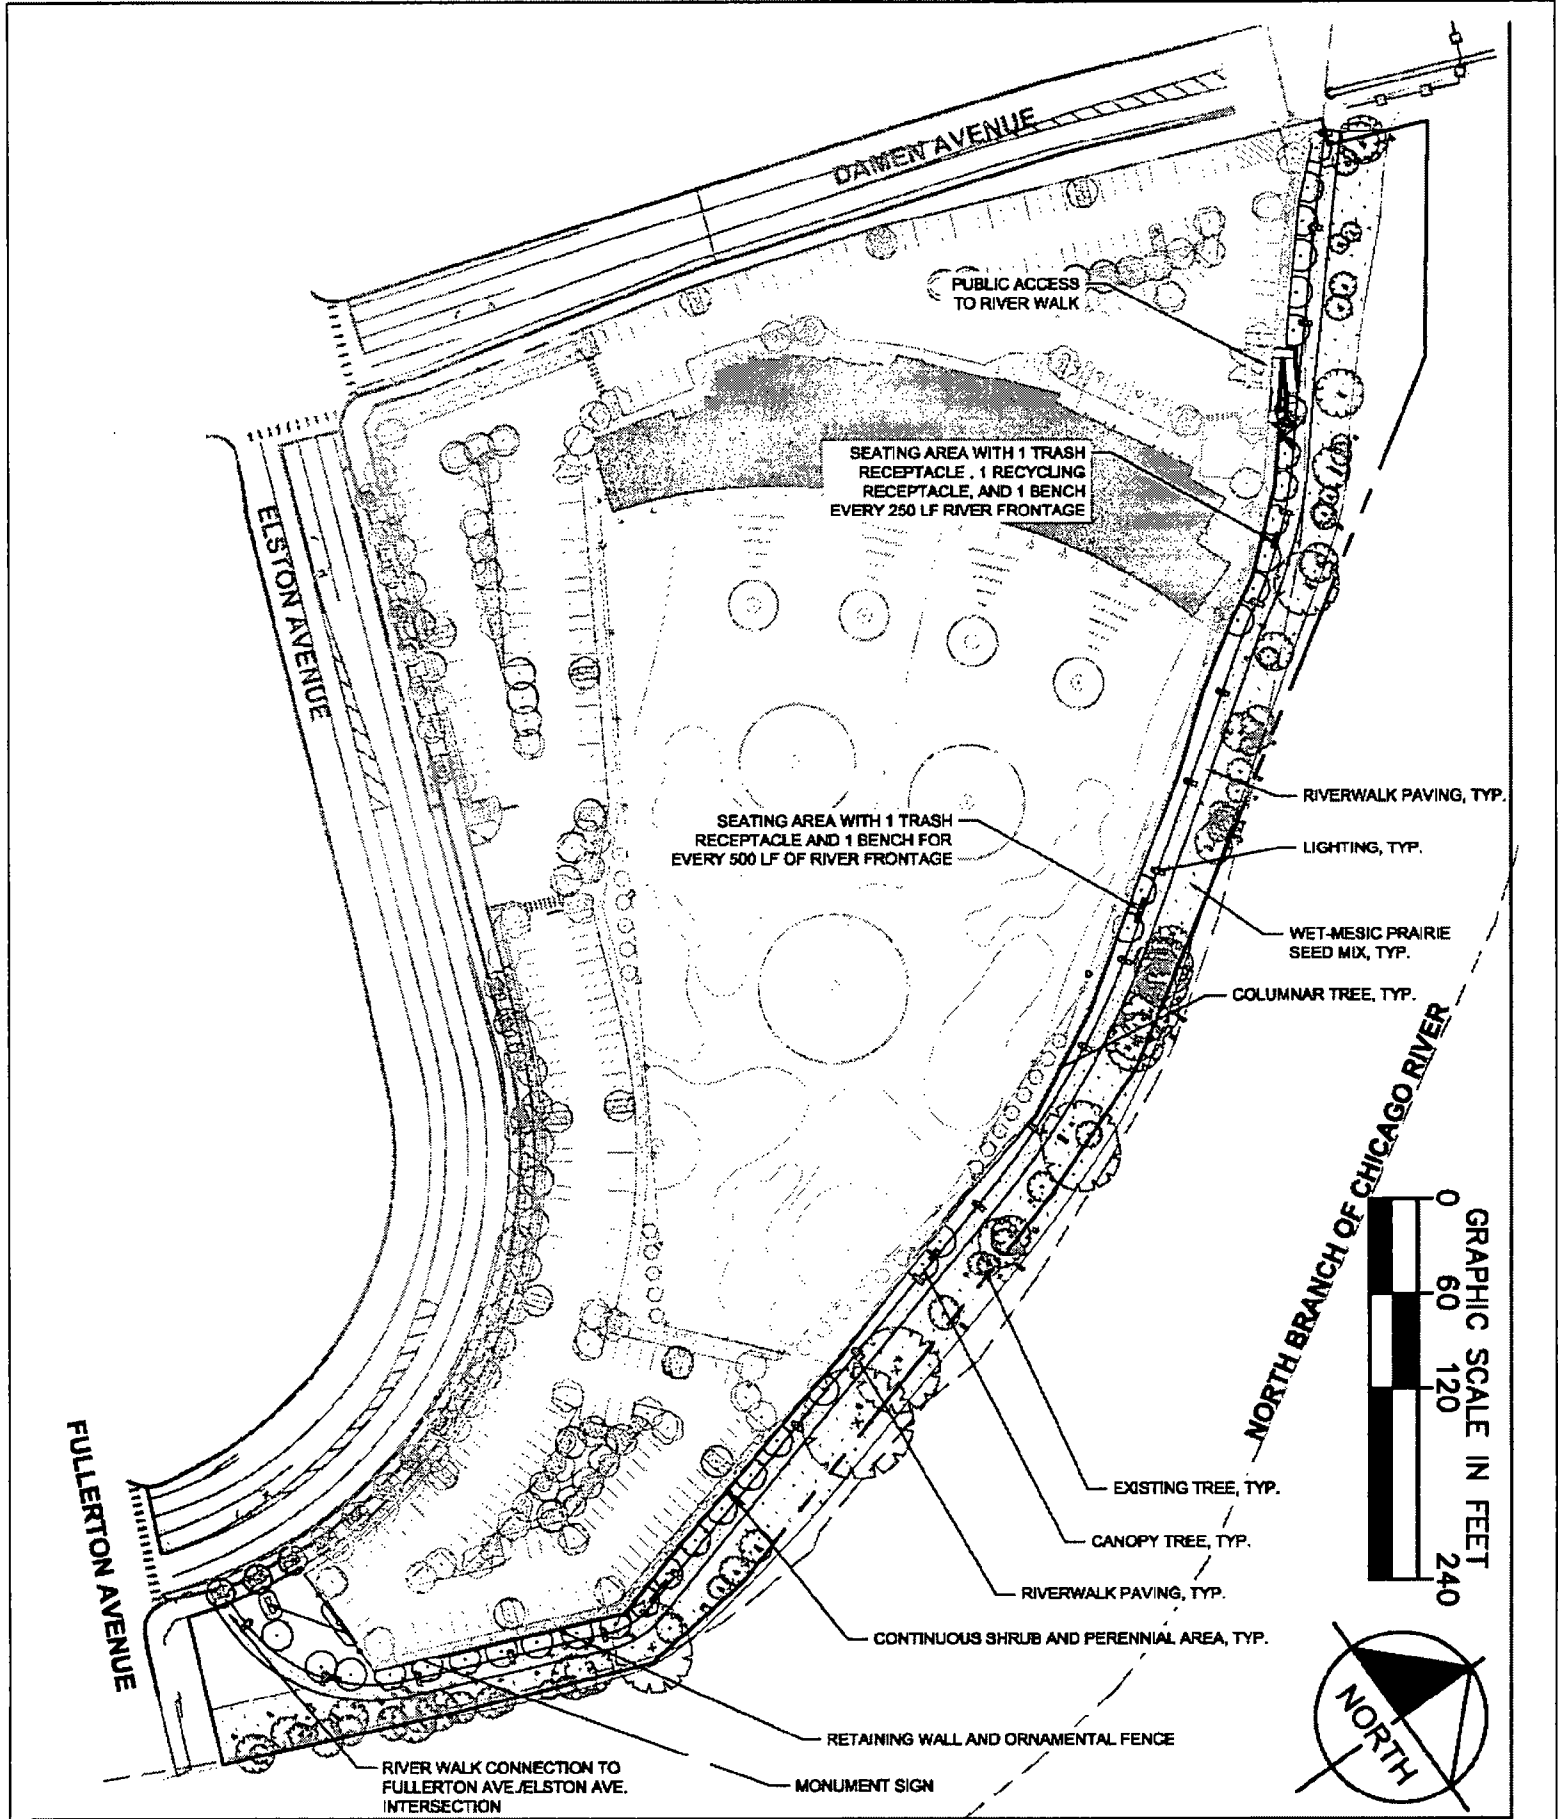 DAMEN AVENUE
PUBLIC ACCESS
TO RIVER WALK
SEATING AREA WITH 1 TRASH
RECEPTACLE , 1 RECYCLING
RECEPTACLE, AND 1 BENCH
EVERY 250 LF RIVER FRONTAGE
ELSTON AVENUE
RIVERWALK PAVING, TYP.
SEATING AREA WITH 1 TRASH
RECEPTACLE AND 1 BENCH FOR
EVERY 500 LF OF RIVER FRONTAGE
LIGHTING, TYP.
WET-MESIC PRAIRIE
SEED MIX, TYP.
COLUMNAR TREE, TYP.
NORTH BRANCH OF CHICAGO RIVER
GRAPHIC SCALE IN FEET
0 60 120 240
EXISTING TREE, TYP.
CANOPY TREE, TYP.
RIVERWALK PAVING, TYP.
CONTINUOUS SHRUB AND PERENNIAL AREA, TYP.
FULLERTON AVENUE
RETAINING WALL AND ORNAMENTAL FENCE
RIVER WALK CONNECTION TO
FULLERTON AVE./ELSTON AVE.
INTERSECTION
MONUMENT SIGN
NORTH